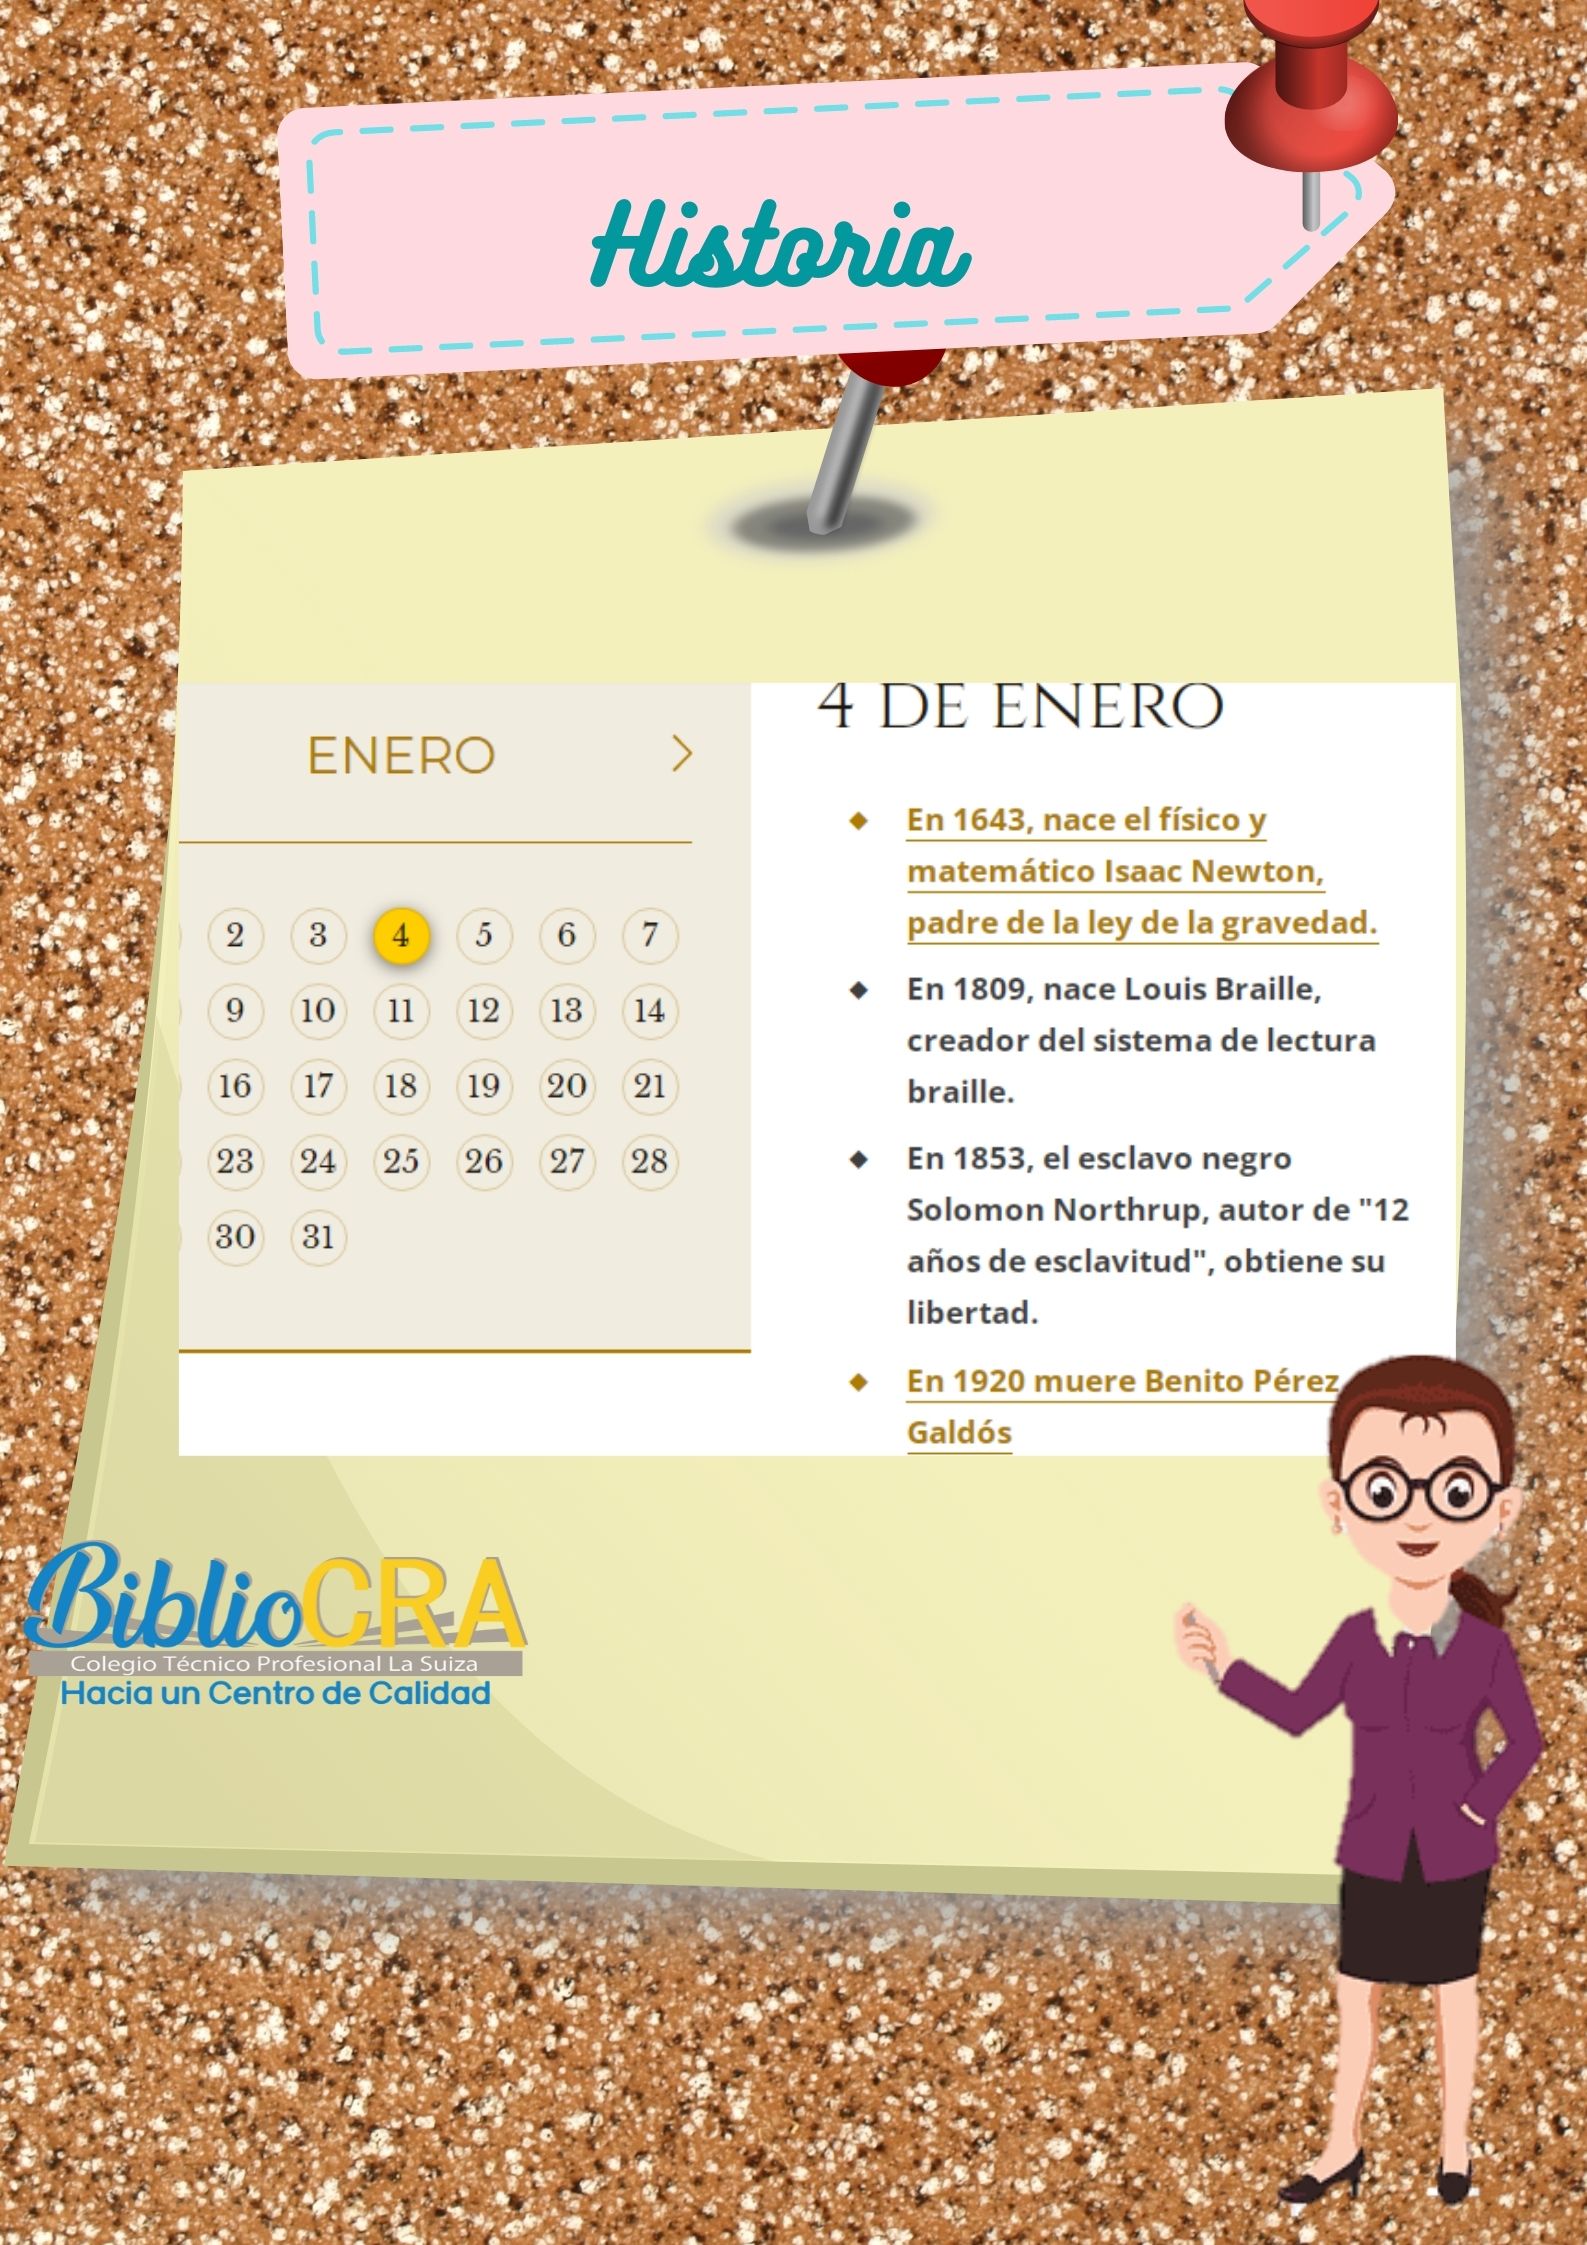 Historia
ENERO
2 3 4 5 6 7
9 10 11 12 13 14
16 17 18 19 20 21
23 24 25 26 27 28
30 31
4 DE ENERO
En 1643, nace el físico y
matemático Isaac Newton,
padre de la ley de la gravedad.
En 1809, nace Louis Braille,
creador del sistema de lectura
braille.
En 1853, el esclavo negro
Solomon Northrup, autor de "12
años de esclavitud", obtiene su
libertad.
En 1920 muere Benito Pérez
Galdós
BiblioCRA
Colegio Técnico Profesional La Suiza
Hacia un Centro de Calidad